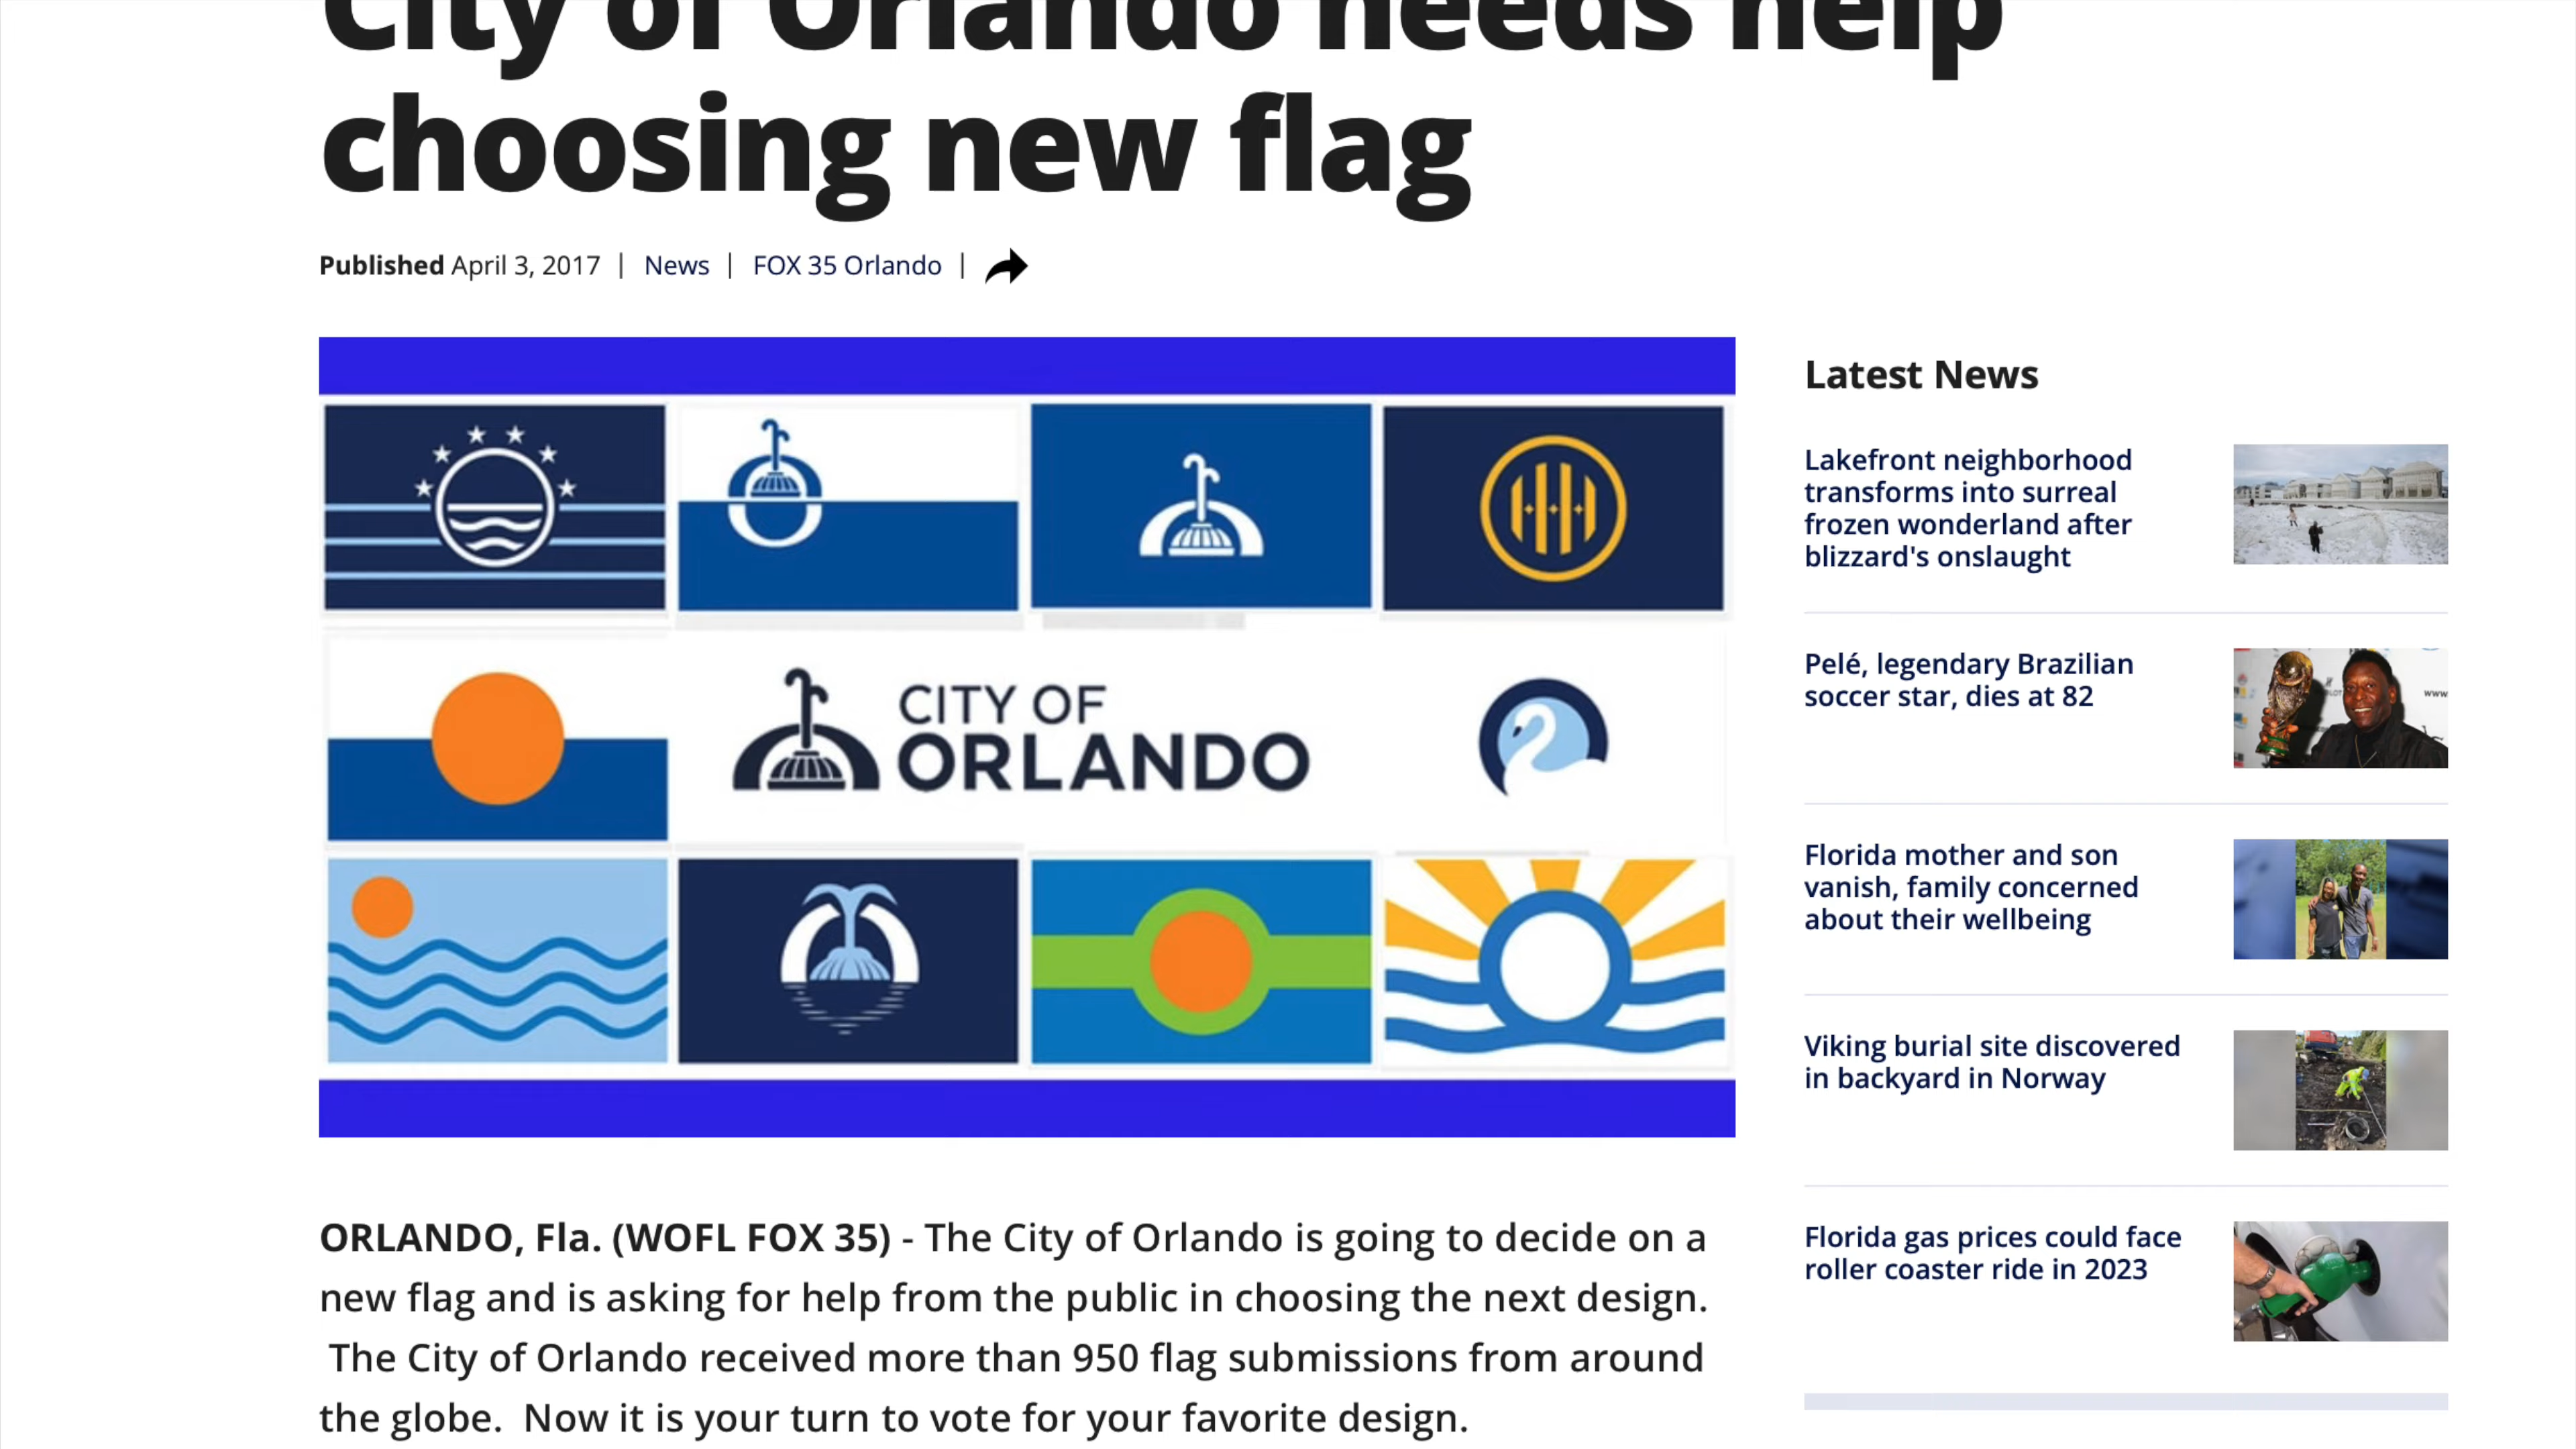 City of Orlando needs help
choosing new flag
Published April 3, 2017 | News | FOX 35 Orlando |
CITY OF
ORLANDO
ORLANDO, Fla. (WOFL FOX 35) - The City of Orlando is going to decide on a
new flag and is asking for help from the public in choosing the next design.
The City of Orlando received more than 950 flag submissions from around
the globe.  Now it is your turn to vote for your favorite design.
Latest News
Lakefront neighborhood
transforms into surreal
frozen wonderland after
blizzard's onslaught
Pelé, legendary Brazilian
soccer star, dies at 82
www
Florida mother and son
vanish, family concerned
about their wellbeing
Viking burial site discovered
in backyard in Norway
Florida gas prices could face
roller coaster ride in 2023